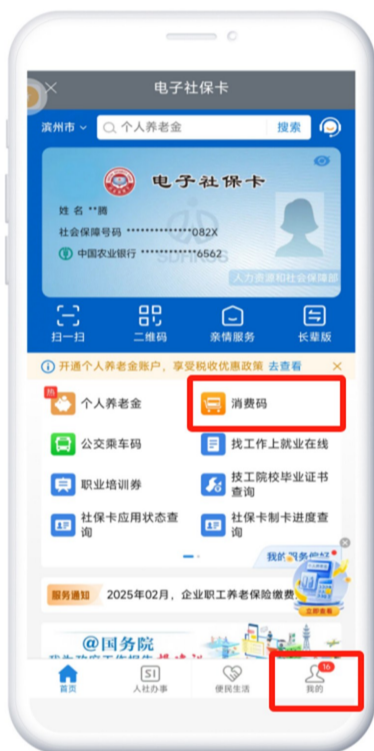 电子社保卡
滨州市
个人养老金
搜索
电子社保卡
姓 名 **腾
社会保障号码 **************082X
中国农业银行 ************6562
SDHRSS
人力资源和社会保障部
扫一扫
二维码
亲情服务
长辈版
开通个人养老金账户，享受税收优惠政策 去查看
热
个人养老金
消费码
公交乘车码
找工作上就业在线
职业培训券
技工院校毕业证书
查询
社保卡应用状态查
询
社保卡制卡进度查
询
服务通知 2025年02月，企业职工养老保险缴费
立即查看
@国务院
首页
人社办事
便民生活
16
我的